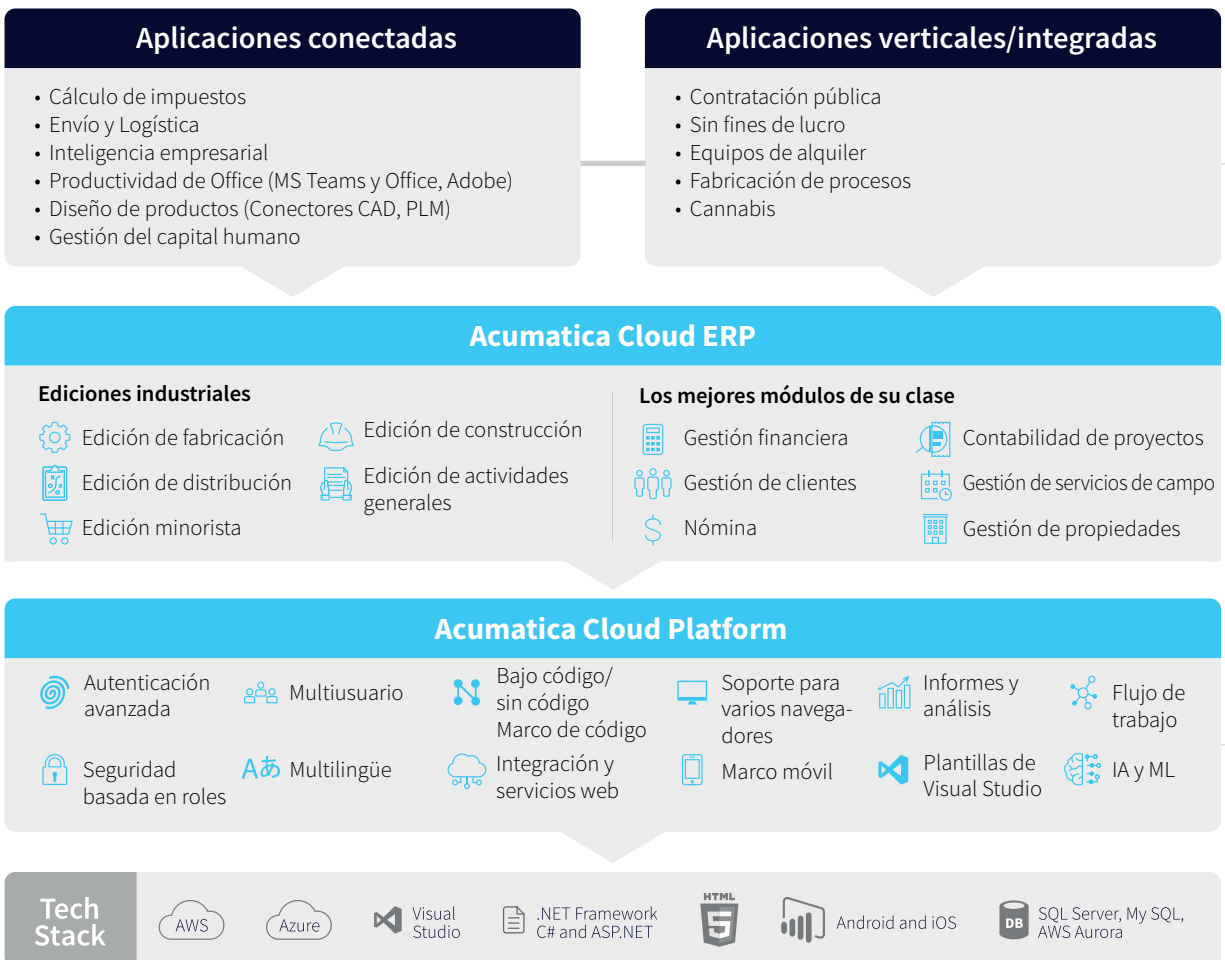 Aplicaciones conectadas
• Cálculo de impuestos
• Envío y Logística
• Inteligencia empresarial
• Productividad de Office (MS Teams y Office, Adobe)
• Diseño de productos (Conectores CAD, PLM)
• Gestión del capital humano
Aplicaciones verticales/integradas
• Contratación pública
• Sin fines de lucro
• Equipos de alquiler
• Fabricación de procesos
• Cannabis
Acumatica Cloud ERP
Ediciones industriales
Edición de fabricación
Edición de distribución
Edición minorista
Edición de construcción
Edición de actividades
generales
Los mejores módulos de su clase
Gestión financiera
Gestión de clientes
Nómina
Contabilidad de proyectos
Gestión de servicios de campo
Gestión de propiedades
Acumatica Cloud Platform
Autenticación
avanzada
Multiusuario
Bajo código/
sin código
Marco de código
Soporte para
varios navega-
dores
Informes y
análisis
Flujo de
trabajo
Seguridad
basada en roles
Aあ
Multilingüe
Integración y
servicios web
Marco móvil
Plantillas de
Visual Studio
IA y ML
Tech
Stack
AWS
Azure
Visual
Studio
.NET Framework
C# and ASP.NET
HTML
5
Android and iOS
DB
SQL Server, My SQL,
AWS Aurora